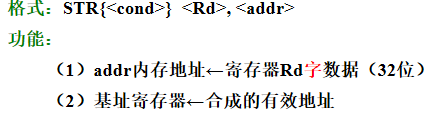 格式：STR{<cond>} <Rd>, <addr>
功能：
（1）addr内存地址←寄存器Rd字数据（32位）
（2）基址寄存器←合成的有效地址